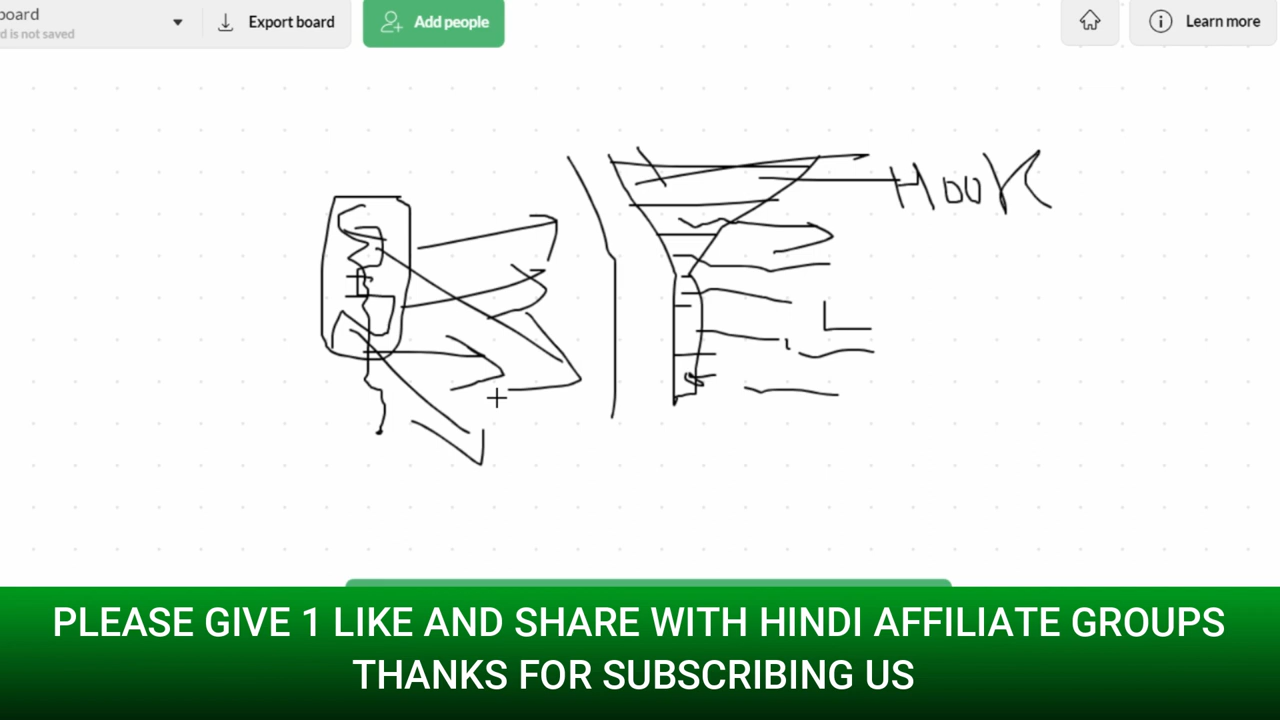 board
Export board
Add people
Learn more
d is not saved
HOOK
PLEASE GIVE 1 LIKE AND SHARE WITH HINDI AFFILIATE GROUPS
THANKS FOR SUBSCRIBING US